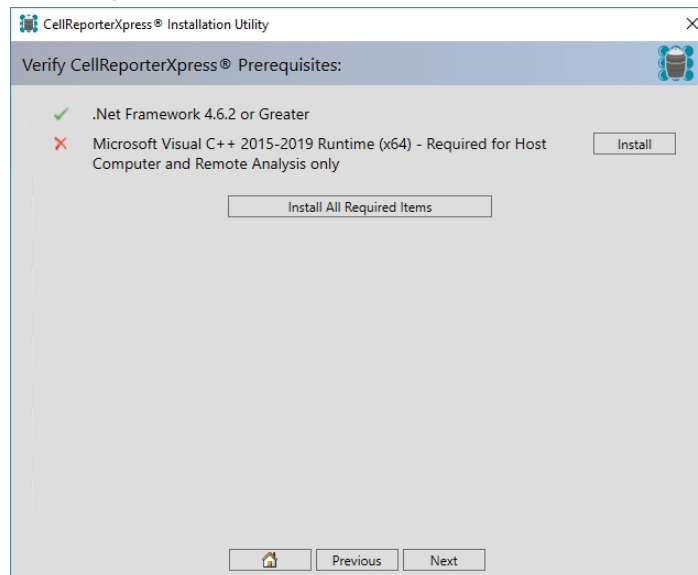 CellReporterXpress® Installation Utility
Verify CellReporterXpress® Prerequisites:
.Net Framework 4.6.2 or Greater
Microsoft Visual C++ 2015-2019 Runtime (x64) - Required for Host
Computer and Remote Analysis only
Install
Install All Required Items
Previous
Next